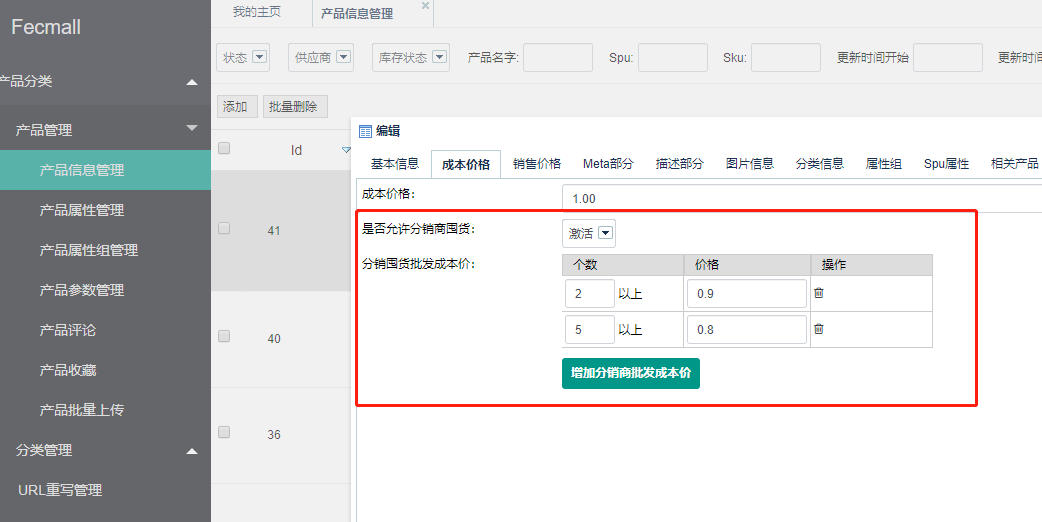 Fecmall
我的主页
产品信息管理
状态
供应商
库存状态
产品名字:
Spu:
Sku:
更新时间开始
更新时间
添加
批量删除
产品分类
产品管理
产品信息管理
产品属性管理
产品属性组管理
产品参数管理
产品评论
产品收藏
产品批量上传
分类管理
URL重写管理
Id
41
40
36
编辑
基本信息
成本价格
销售价格
Meta部分
描述部分
图片信息
分类信息
属性组
Spu属性
相关产品
成本价格:
1.00
是否允许分销商囤货:
激活
分销囤货批发成本价:
个数 价格 操作
2 以上 0.9
5 以上 0.8
增加分销商批发成本价